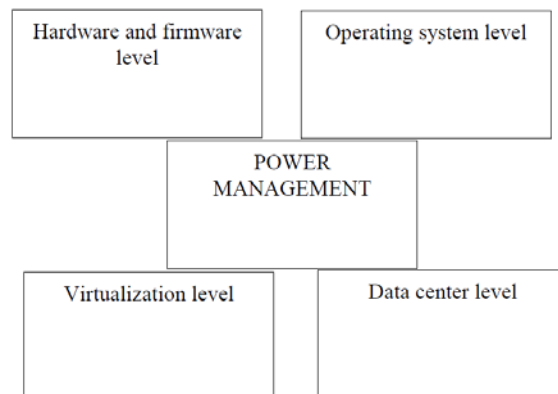 Hardware and firmware
level
Operating system level
POWER
MANAGEMENT
Virtualization level
Data center level